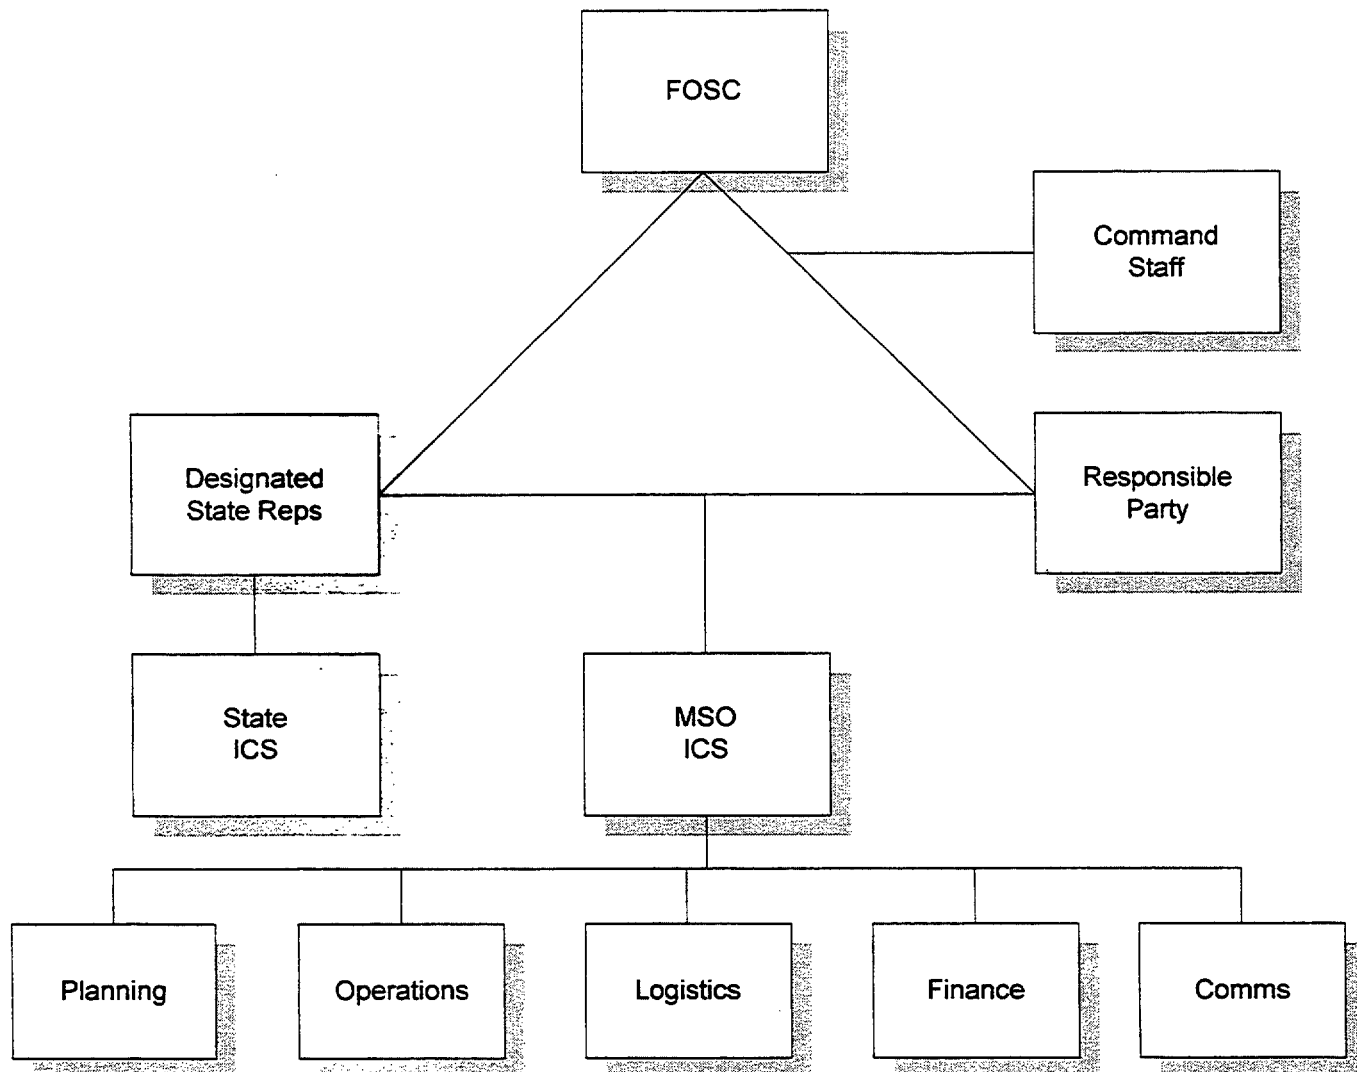 FOSC
Command
Staff
Designated
State Reps
Responsible
Party
State
ICS
MSO
ICS
Planning
Operations
Logistics
Finance
Comms